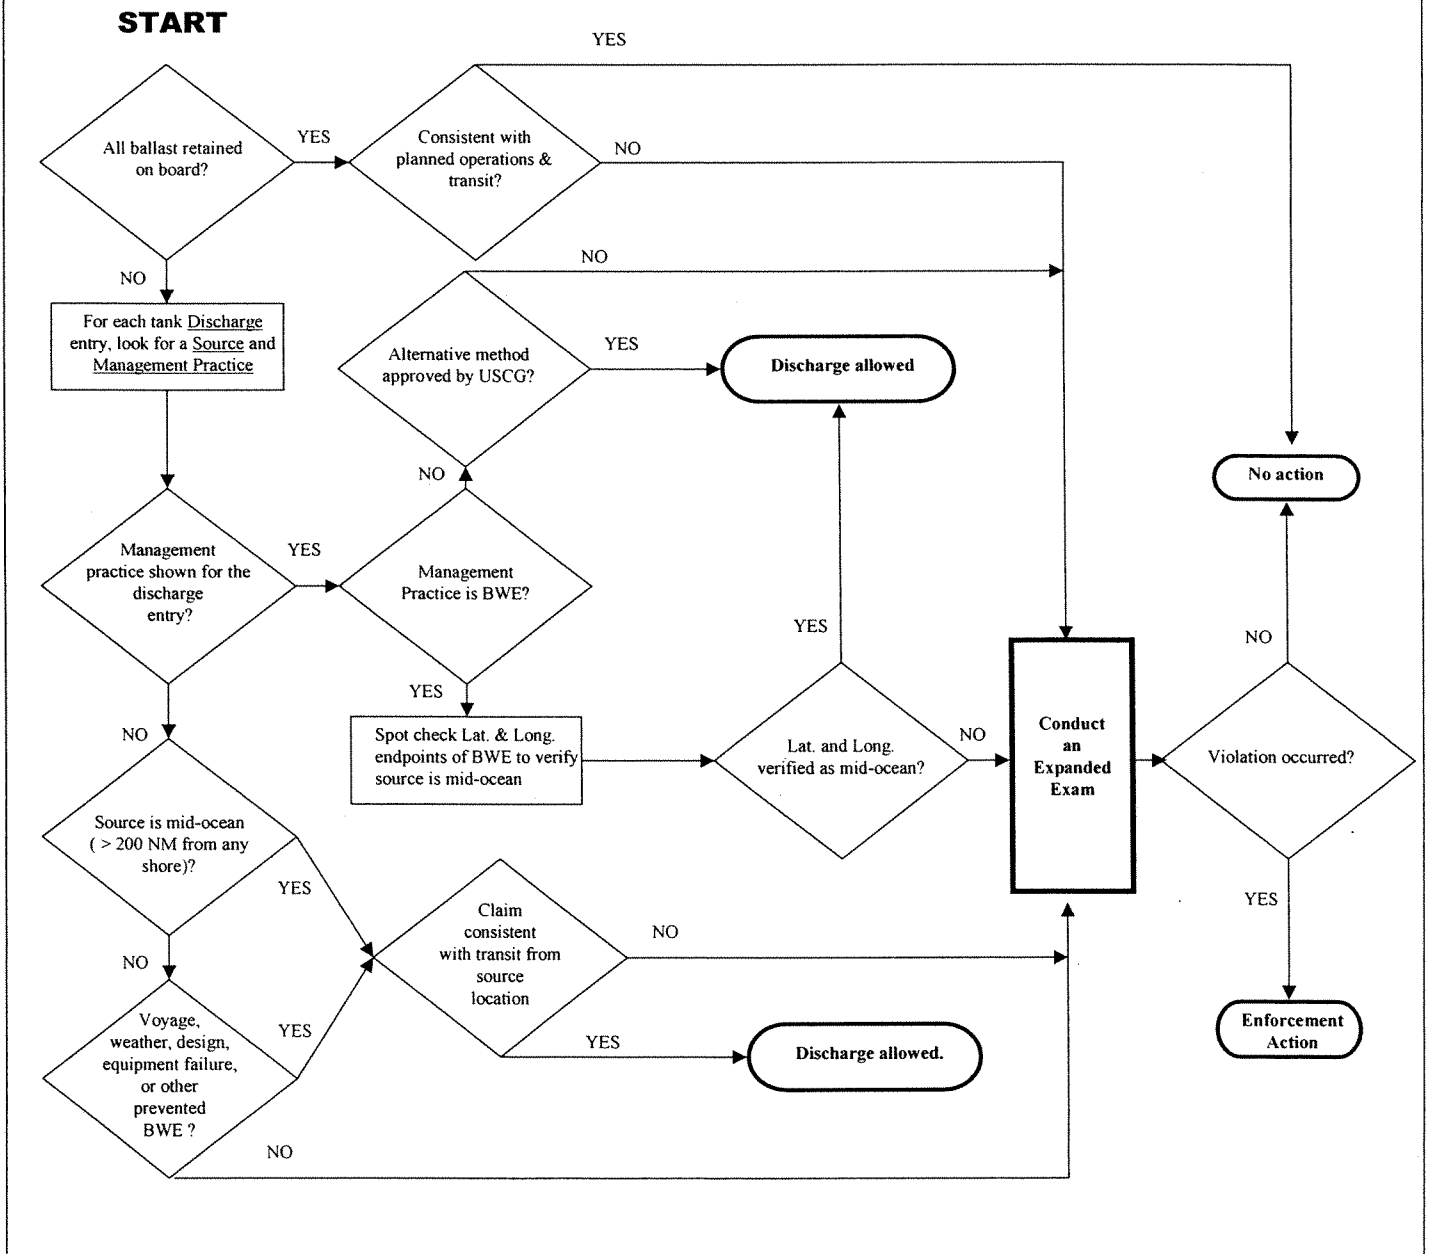 START
YES
All ballast retained
on board?
YES
Consistent with
planned operations &
transit?
NO
NO
NO
For each tank Discharge
entry, look for a Source and
Management Practice
Alternative method
approved by USCG?
YES
Discharge allowed
NO
No action
Management
practice shown for the
discharge
entry?
YES
Management
Practice is BWE?
YES
NO
YES
NO
Spot check Lat. & Long.
endpoints of BWE to verify
source is mid-ocean
Lat. and Long.
verified as mid-ocean?
NO
Conduct
an
Expanded
Exam
Violation occurred?
Source is mid-ocean
( > 200 NM from any
shore)?
YES
YES
Claim
consistent
with transit from
source
location
NO
NO
Voyage,
weather, design,
equipment failure,
or other
prevented
BWE ?
YES
YES
Discharge allowed.
Enforcement
Action
NO